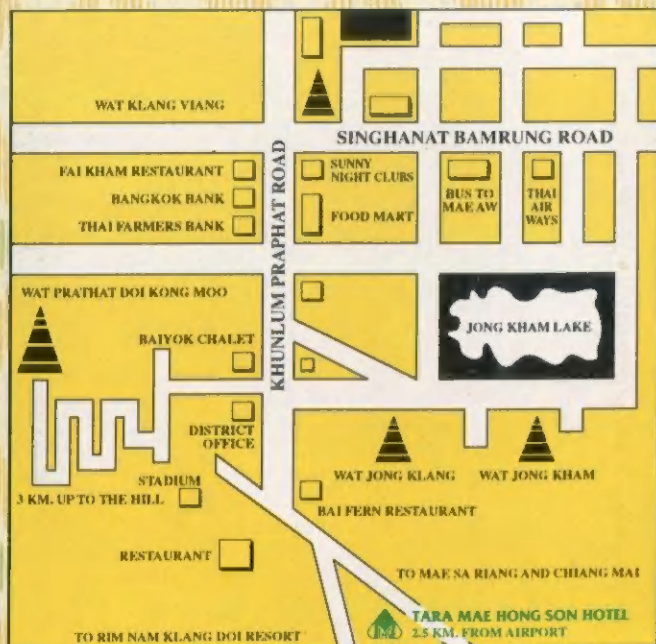 WAT KLANG VIANG
SINGHANAT BAMRUNG ROAD
FAI KHAM RESTAURANT
BANGKOK BANK
THAI FARMERS BANK
KHUNLUM PRAPHAT ROAD
SUNNY
NIGHT CLUBS
FOOD MART
BUS TO
MAE AW
THAI
AIR
WAYS
WAT PRATHAT DOI KONG MOO
BAIYOK CHALET
JONG KHAM LAKE
DISTRICT
OFFICE
WAT JONG KLANG
WAT JONG KHAM
STADIUM
3 KM. UP TO THE HILL
BAI FERN RESTAURANT
RESTAURANT
TO MAE SA RIANG AND CHIANG MAI
TARA MAE HONG SON HOTEL
2.5 KM. FROM AIRPORT
TO RIM NAM KLANG DOI RESORT